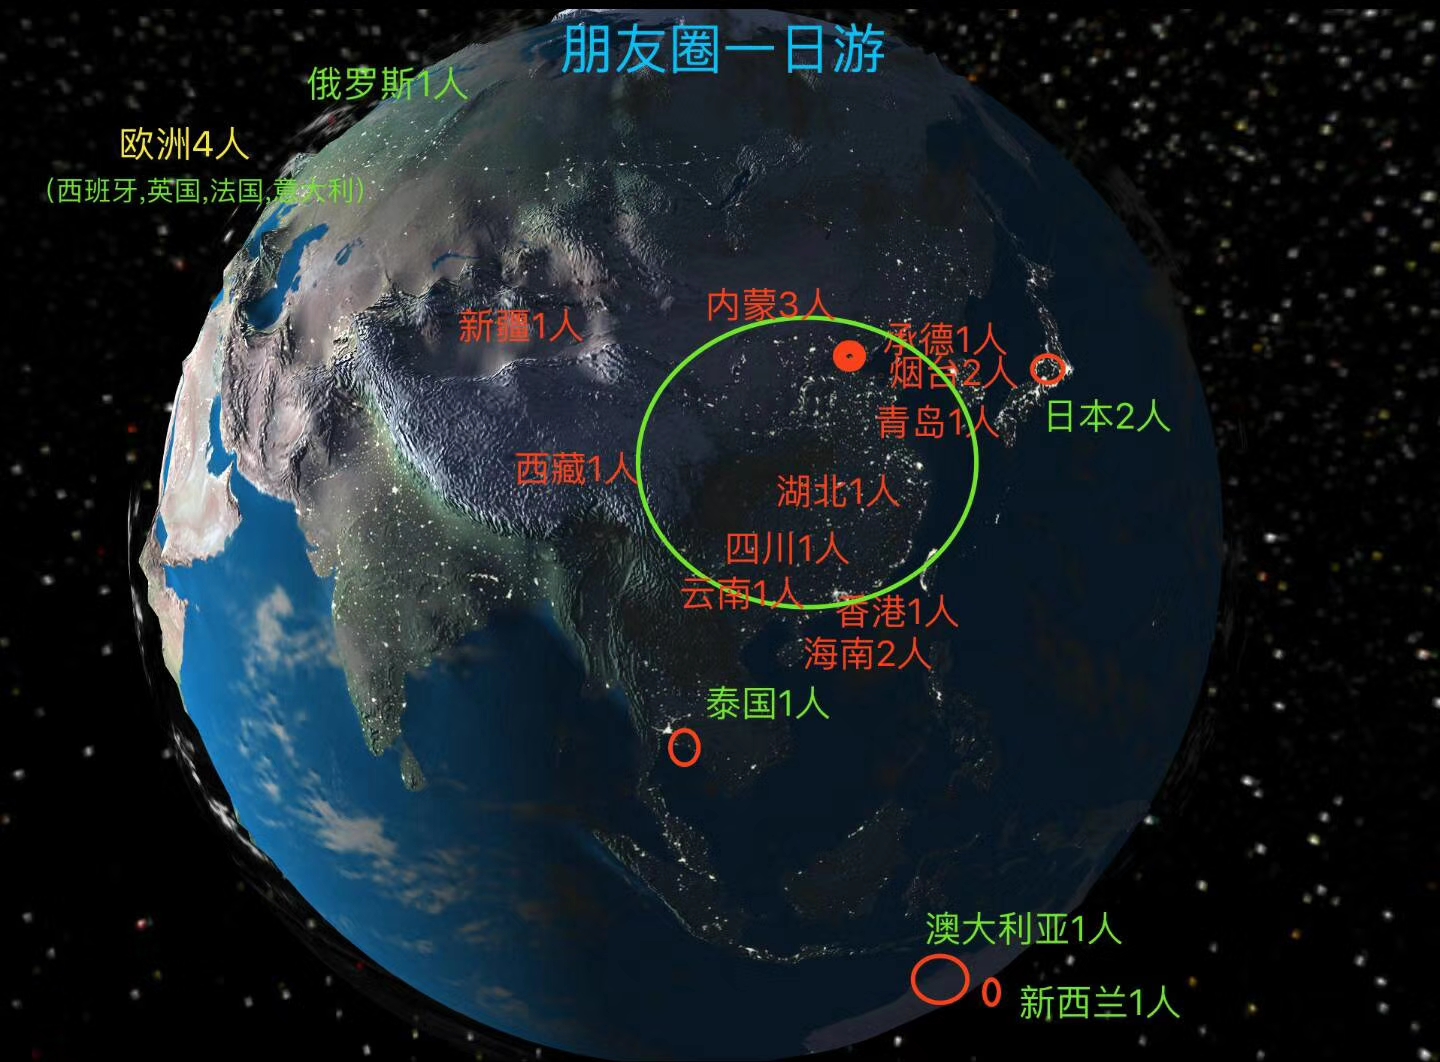 朋友圈一日游
俄罗斯1人
欧洲4人
(西班牙,英国,法国,意大利)
内蒙3人
新疆1人
承德1人
烟台2人
日本2人
青岛1人
西藏1人
湖北1人
四川1人
云南1人
香港1人
海南2人
泰国1人
澳大利亚1人
新西兰1人